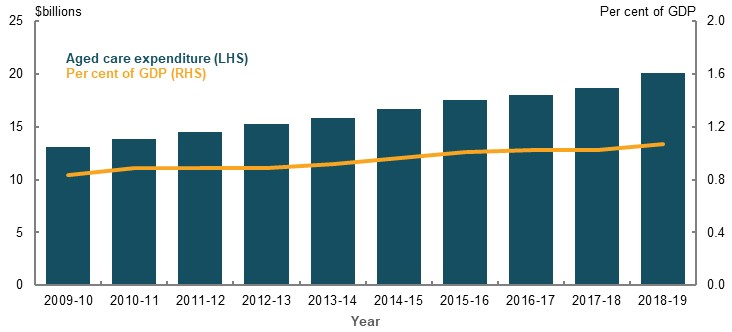 $billions Per cent of GDP
25 2.0
Aged care expenditure (LHS)
Per cent of GDP (RHS)
20 1.6
15 1.2
10 0.8
5 0.4
0 0.0
2009-10 2010-11 2011-12 2012-13 2013-14 2014-15 2015-16 2016-17 2017-18 2018-19
Year